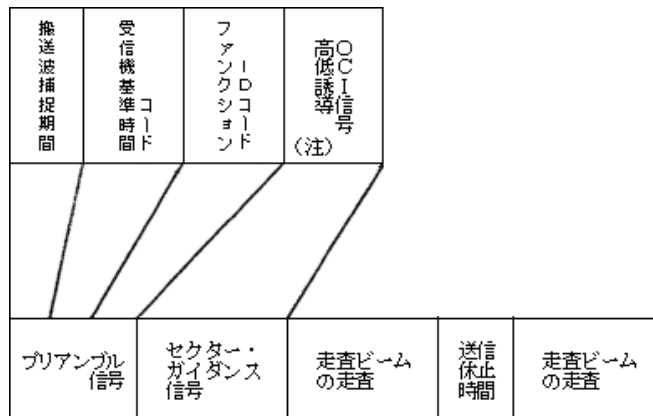 搬送波捕捉期間
受信機基準時間
コード
ファンクション
IDコード
OCI信号
高低誘導
(注)
プリアンブル
信号
セクター・
ガイダンス
信号
走査ビーム
の走査
送信
休止
時間
走査ビーム
の走査